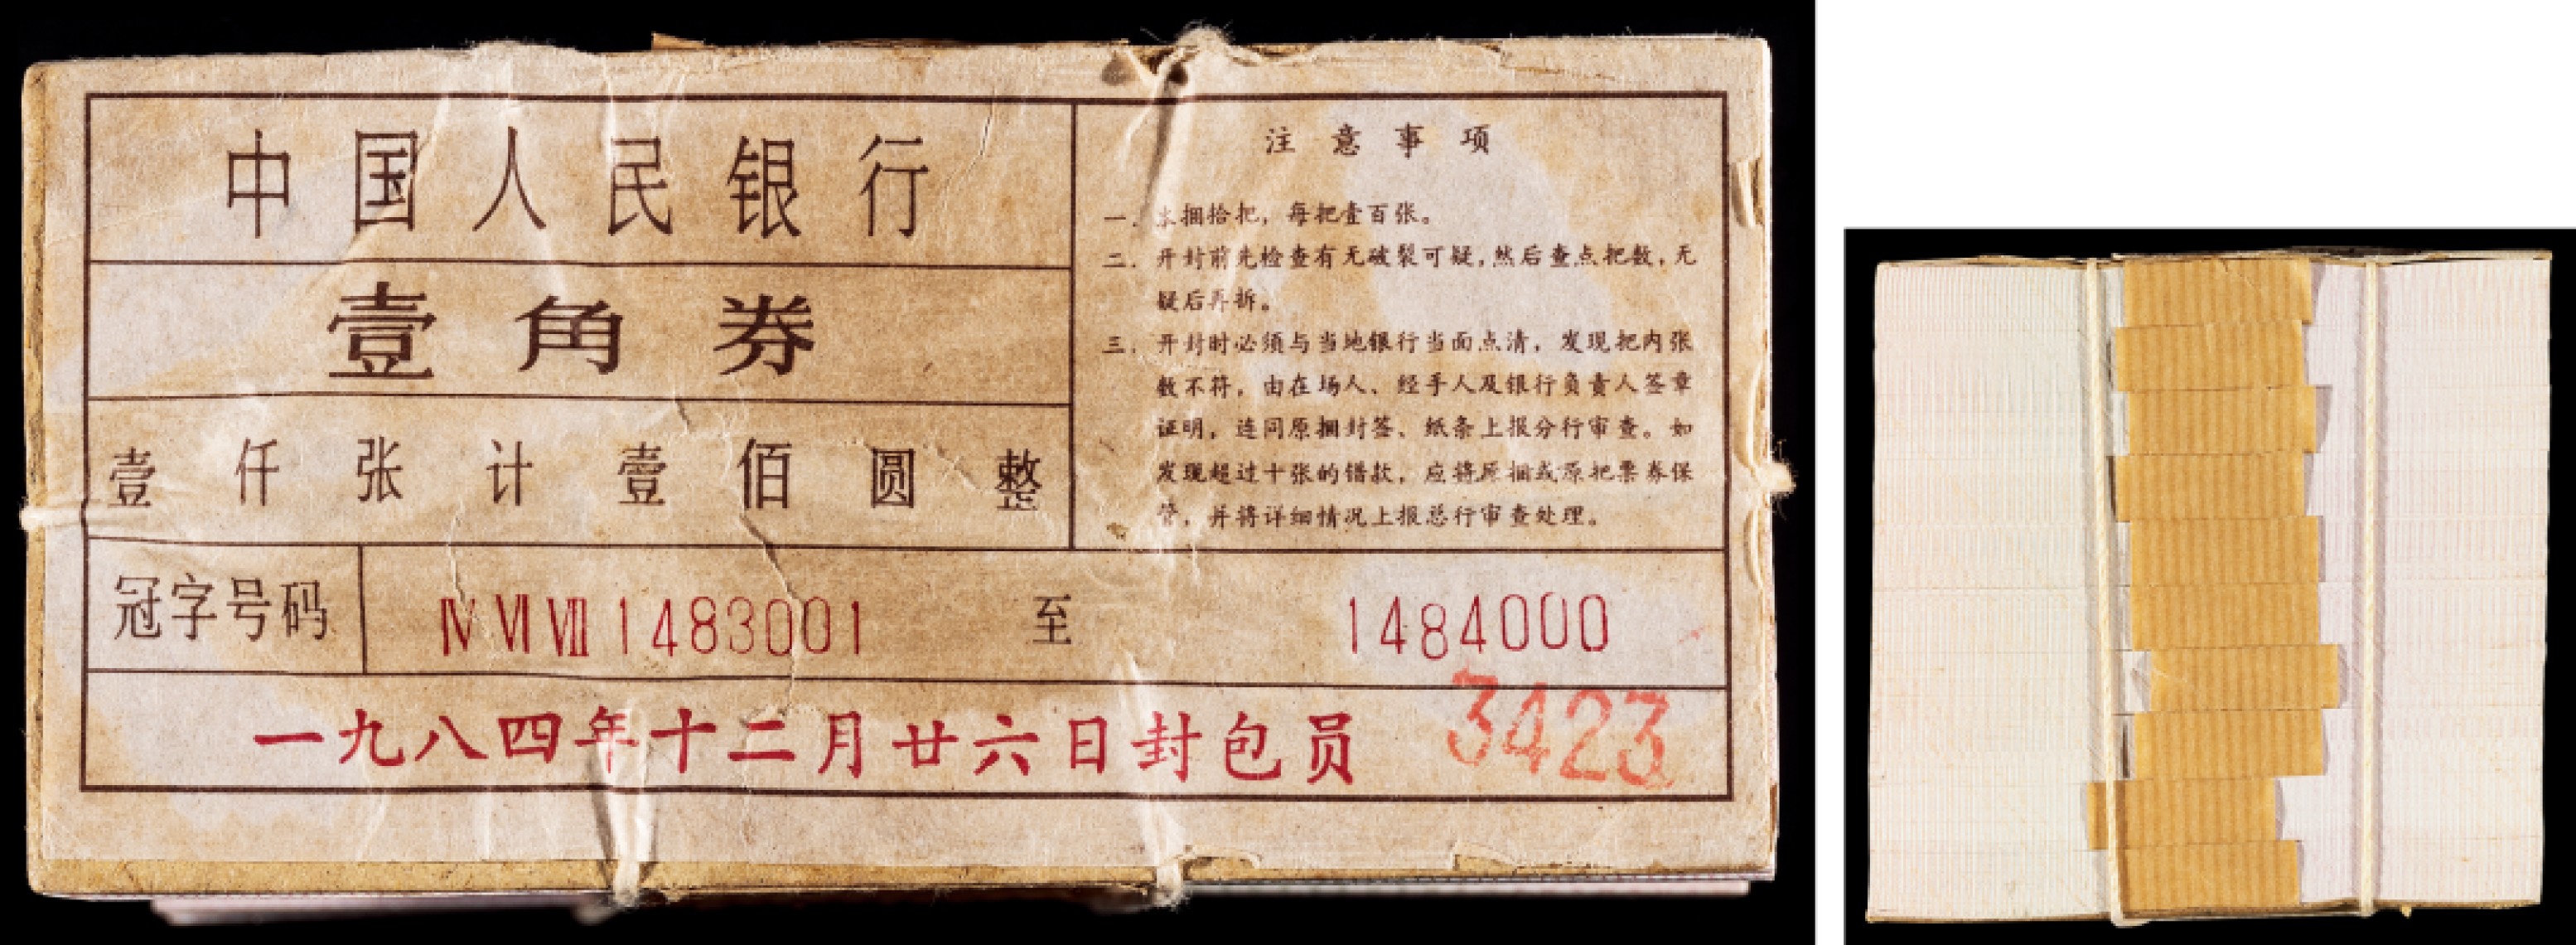 中国人民银行
壹角券
壹仟张计壹佰圆整
注意事项
一. 本捆拾把，每把壹百张。
二. 开封前先检查有无破裂可疑，然后查点把数，无
疑后再拆。
三. 开封时必须与当地银行当面点清，发现把内张
数不符，由在场人、经手人及银行负责人签章
证明，连同原捆封签、纸条上报分行审查。如
发现超过十张的错款，应将原捆或原把票券保
管，并将详细情况上报总行审查处理。
冠字号码 Ⅳ Ⅵ Ⅶ 1483001 至 1484000
一九八四年十二月廿六日封包员 3423